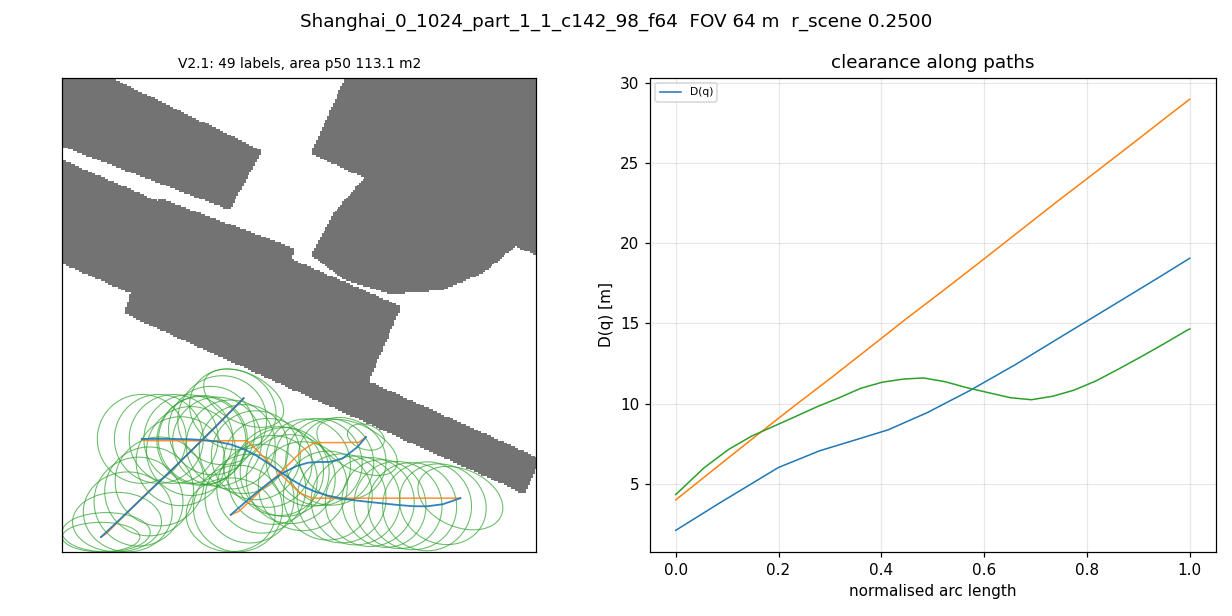 Shanghai_0_1024_part_1_1_c142_98_f64  FOV 64 m  r_scene 0.2500
V2.1: 49 labels, area p50 113.1 m2
clearance along paths
D(q)
30
25
20
15
10
5
D(q) [m]
0.0 0.2 0.4 0.6 0.8 1.0
normalised arc length